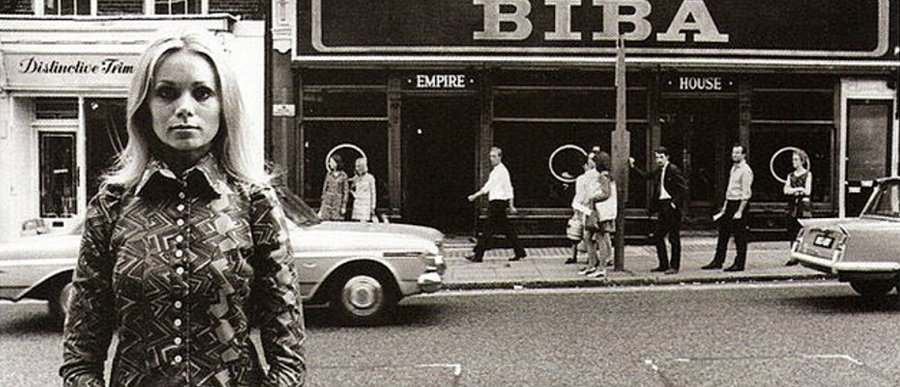 BIBA
Distinctive Trim
EMPIRE
HOUSE